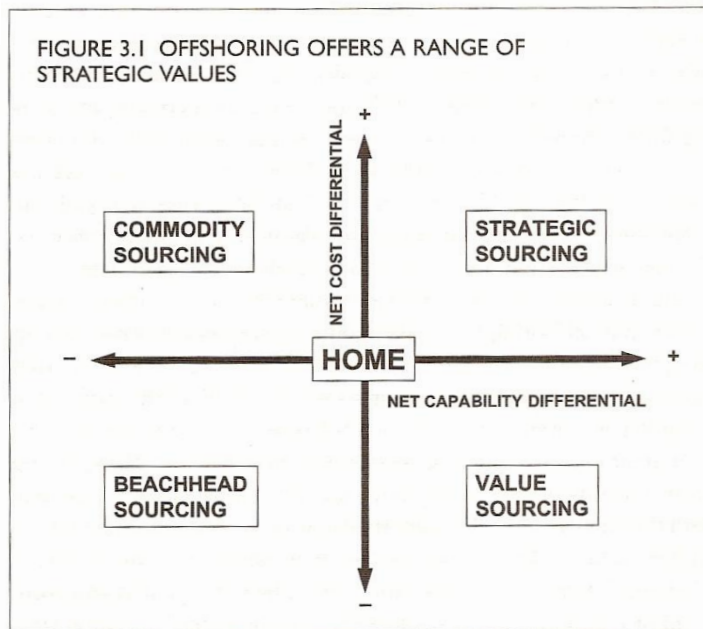 FIGURE 3.1 OFFSHORING OFFERS A RANGE OF
STRATEGIC VALUES
+
NET COST DIFFERENTIAL
COMMODITY
SOURCING
STRATEGIC
SOURCING
–
HOME
+
NET CAPABILITY DIFFERENTIAL
BEACHHEAD
SOURCING
VALUE
SOURCING
–